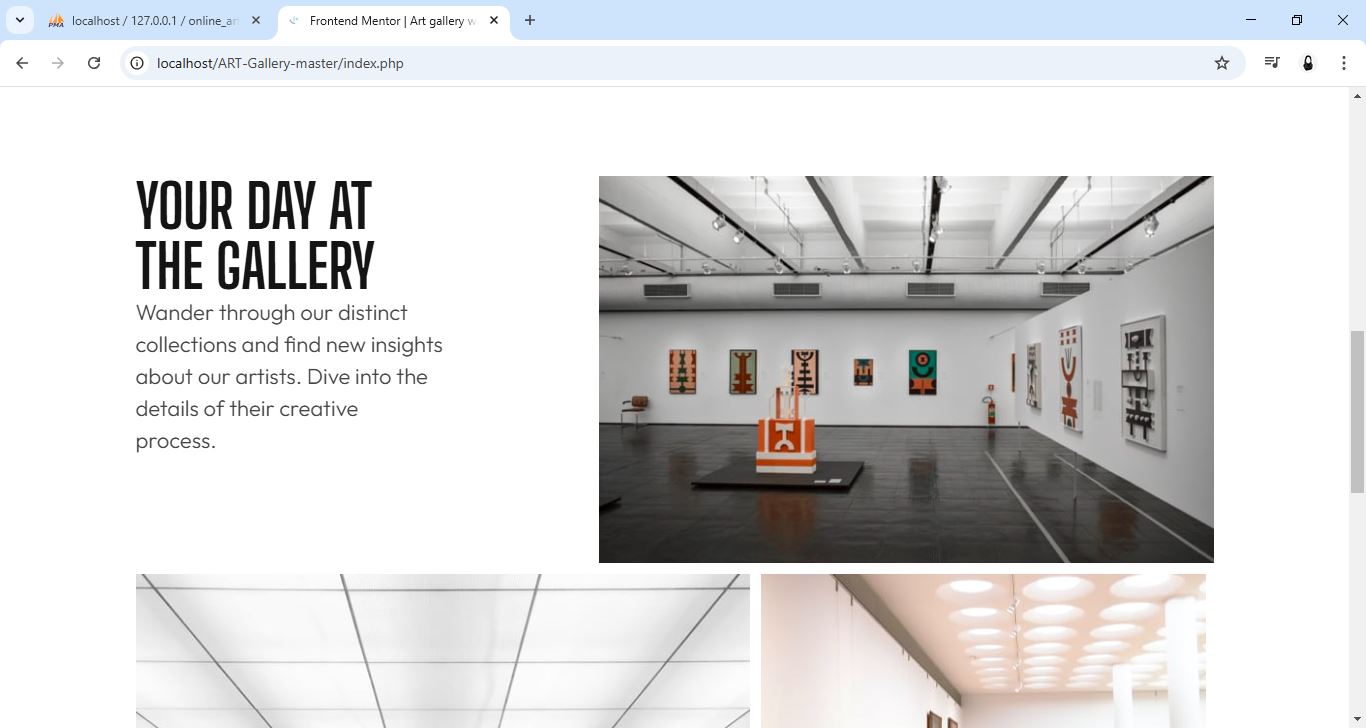 PMA localhost / 127.0.0.1 / online_ar
Frontend Mentor | Art gallery w
localhost/ART-Gallery-master/index.php
YOUR DAY AT
THE GALLERY
Wander through our distinct
collections and find new insights
about our artists. Dive into the
details of their creative
process.